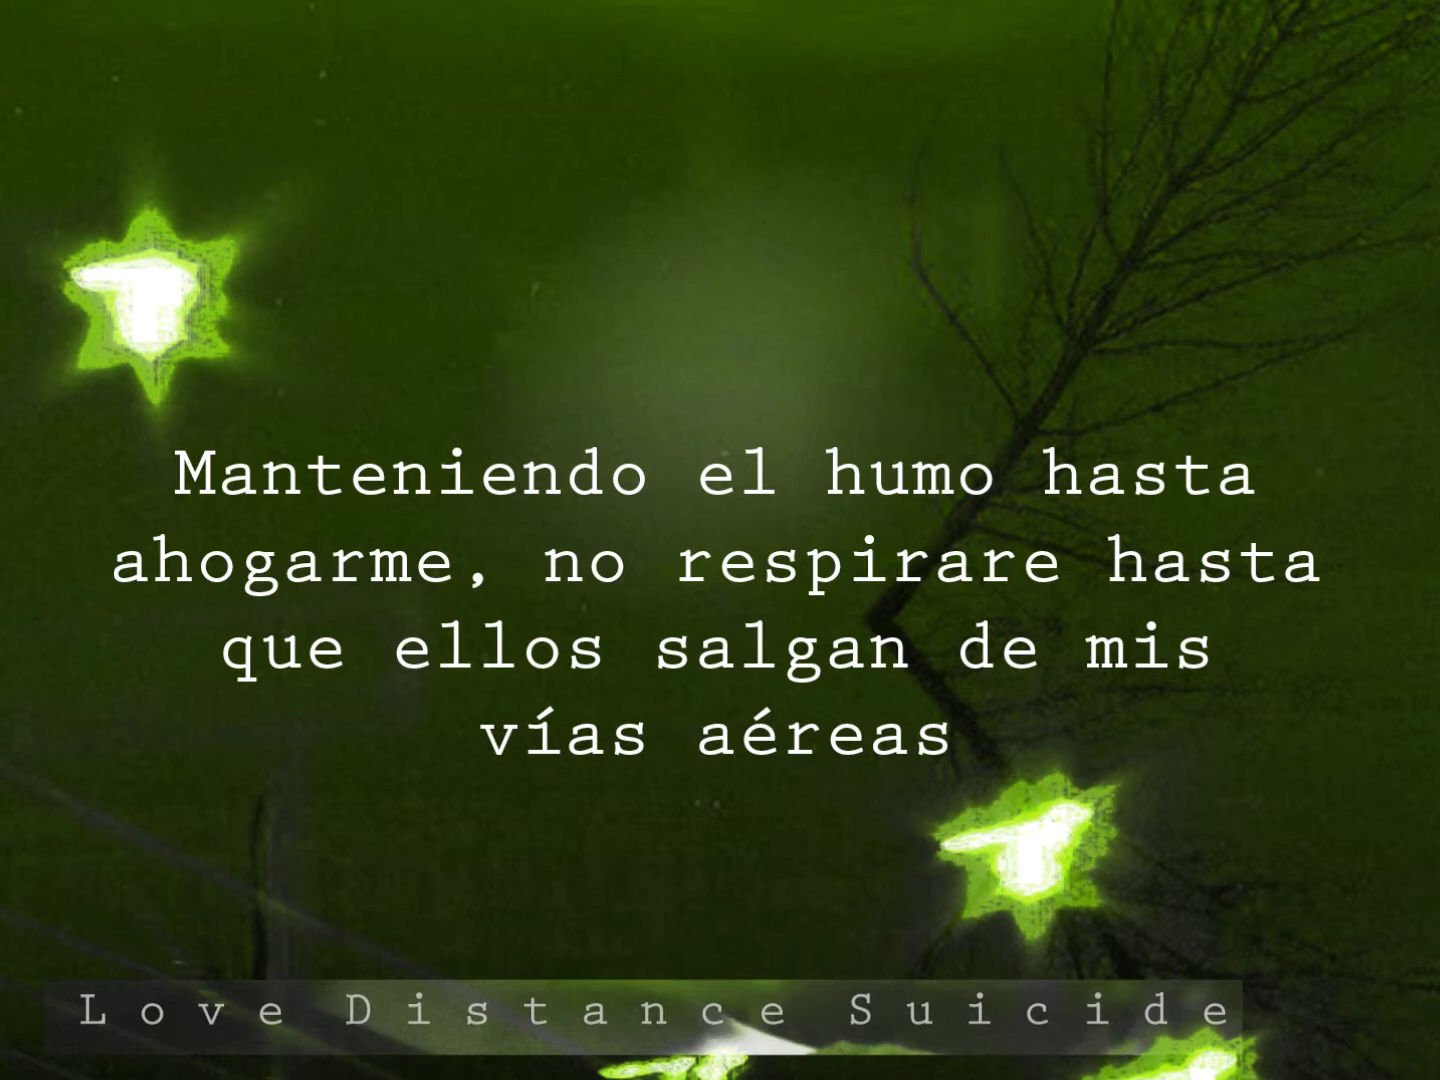 Manteniendo el humo hasta
ahogarme, no respirare hasta
que ellos salgan de mis
vías aéreas
Love Distance Suicide